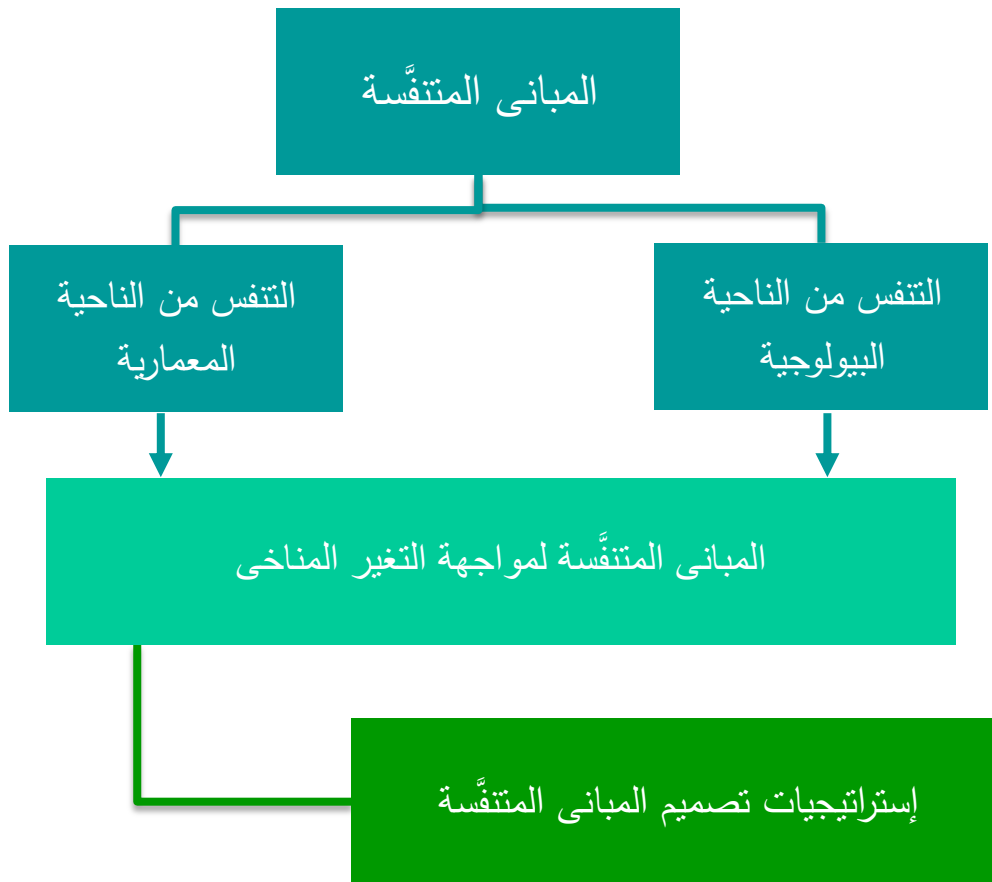 المبانى المتنفَّسة
التنفس من الناحية
البيولوجية
التنفس من الناحية
المعمارية
المبانى المتنفَّسة لمواجهة التغير المناخى
إستراتيجيات تصميم المبانى المتنفَّسة